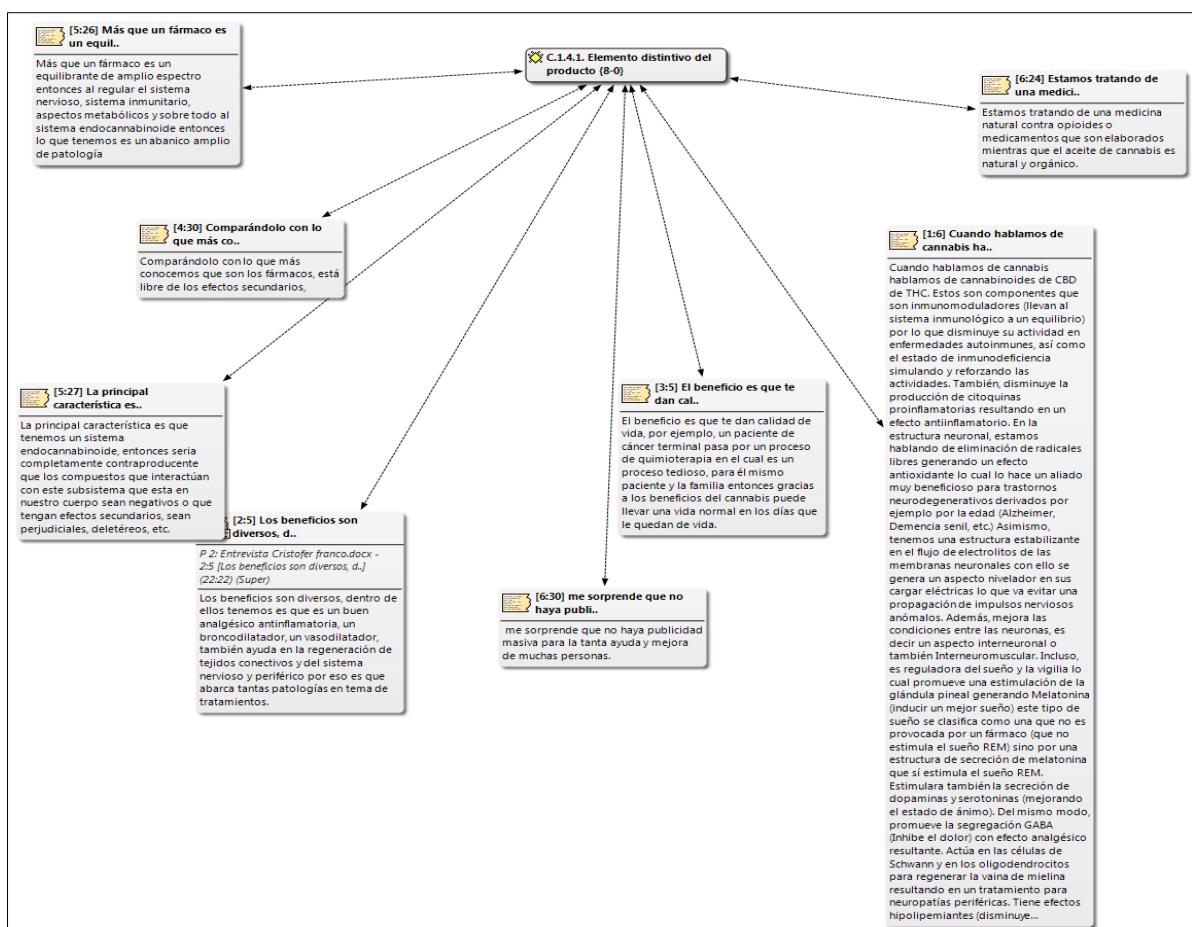 [5:26] Más que un fármaco es
un equil..
Más que un fármaco es un
equilibrante de amplio espectro
entonces al regular el sistema
nervioso, sistema inmunitario,
aspectos metabólicos y sobre todo al
sistema endocannabinoide entonces
lo que tenemos es un abanico amplio
de patología
C.1.4.1. Elemento distintivo del
producto {8-0}
[6:24] Estamos tratando de
una medici..
Estamos tratando de una medicina
natural contra opioides o
medicamentos que son elaborados
mientras que el aceite de cannabis es
natural y orgánico.
[4:30] Comparándolo con lo
que más co..
Comparándolo con lo que más
conocemos que son los fármacos, está
libre de los efectos secundarios,
[1:6] Cuando hablamos de
cannabis ha..
Cuando hablamos de cannabis
hablamos de cannabinoides de CBD
de THC. Estos son componentes que
son inmunomoduladores (llevan al
sistema inmunológico a un equilibrio)
por lo que disminuye su actividad en
enfermedades autoinmunes, así como
el estado de inmunodeficiencia
simulando y reforzando las
actividades. También, disminuye la
producción de citoquinas
proinflamatorias resultando en un
efecto antiinflamatorio. En la
estructura neuronal, estamos
hablando de eliminación de radicales
libres generando un efecto
antioxidante lo cual lo hace un aliado
muy beneficioso para trastornos
neurodegenerativos derivados por
ejemplo por la edad (Alzheimer,
Demencia senil, etc.) Asimismo,
tenemos una estructura estabilizante
en el flujo de electrolitos de las
membranas neuronales con ello se
genera un aspecto nivelador en sus
cargar eléctricas lo que va evitar una
propagación de impulsos nerviosos
anómalos. Además, mejora las
condiciones entre las neuronas, es
decir un aspecto interneuronal o
también Interneuromuscular. Incluso,
es reguladora del sueño y la vigilia lo
cual promueve una estimulación de la
glándula pineal generando Melatonina
(inducir un mejor sueño) este tipo de
sueño se clasifica como una que no es
provocada por un fármaco (que no
estimula el sueño REM) sino por una
estructura de secreción de melatonina
que sí estimula el sueño REM.
Estimulara también la secreción de
dopaminas y serotoninas (mejorando
el estado de ánimo). Del mismo modo,
promueve la segregación GABA
(Inhibe el dolor) con efecto analgésico
resultante. Actúa en las células de
Schwann y en los oligodendrocitos
para regenerar la vaina de mielina
resultando en un tratamiento para
neuropatías periféricas. Tiene efectos
hipolipemiantes (disminuye...
[5:27] La principal
característica es..
La principal característica es que
tenemos un sistema
endocannabinoide, entonces seria
completamente contraproducente
que los compuestos que interactúan
con este subsistema que esta en
nuestro cuerpo sean negativos o que
tengan efectos secundarios, sean
perjudiciales, deletéreos, etc.
[3:5] El beneficio es que te
dan cal..
El beneficio es que te dan calidad de
vida, por ejemplo, un paciente de
cáncer terminal pasa por un proceso
de quimioterapia en el cual es un
proceso tedioso, para él mismo
paciente y la familia entonces gracias
a los beneficios del cannabis puede
llevar una vida normal en los días que
le quedan de vida.
[2:5] Los beneficios son
diversos, d..
P 2: Entrevista Cristofer franco.docx -
2:5 [Los beneficios son diversos, d..]
(22:22) (Super)
Los beneficios son diversos, dentro de
ellos tenemos es que es un buen
analgésico antiinflamatoria, un
broncodilatador, un vasodilatador,
también ayuda en la regeneración de
tejidos conectivos y del sistema
nervioso y periférico por eso es que
abarca tantas patologías en tema de
tratamientos.
[6:30] me sorprende que no
haya publi..
me sorprende que no haya publicidad
masiva para la tanta ayuda y mejora
de muchas personas.